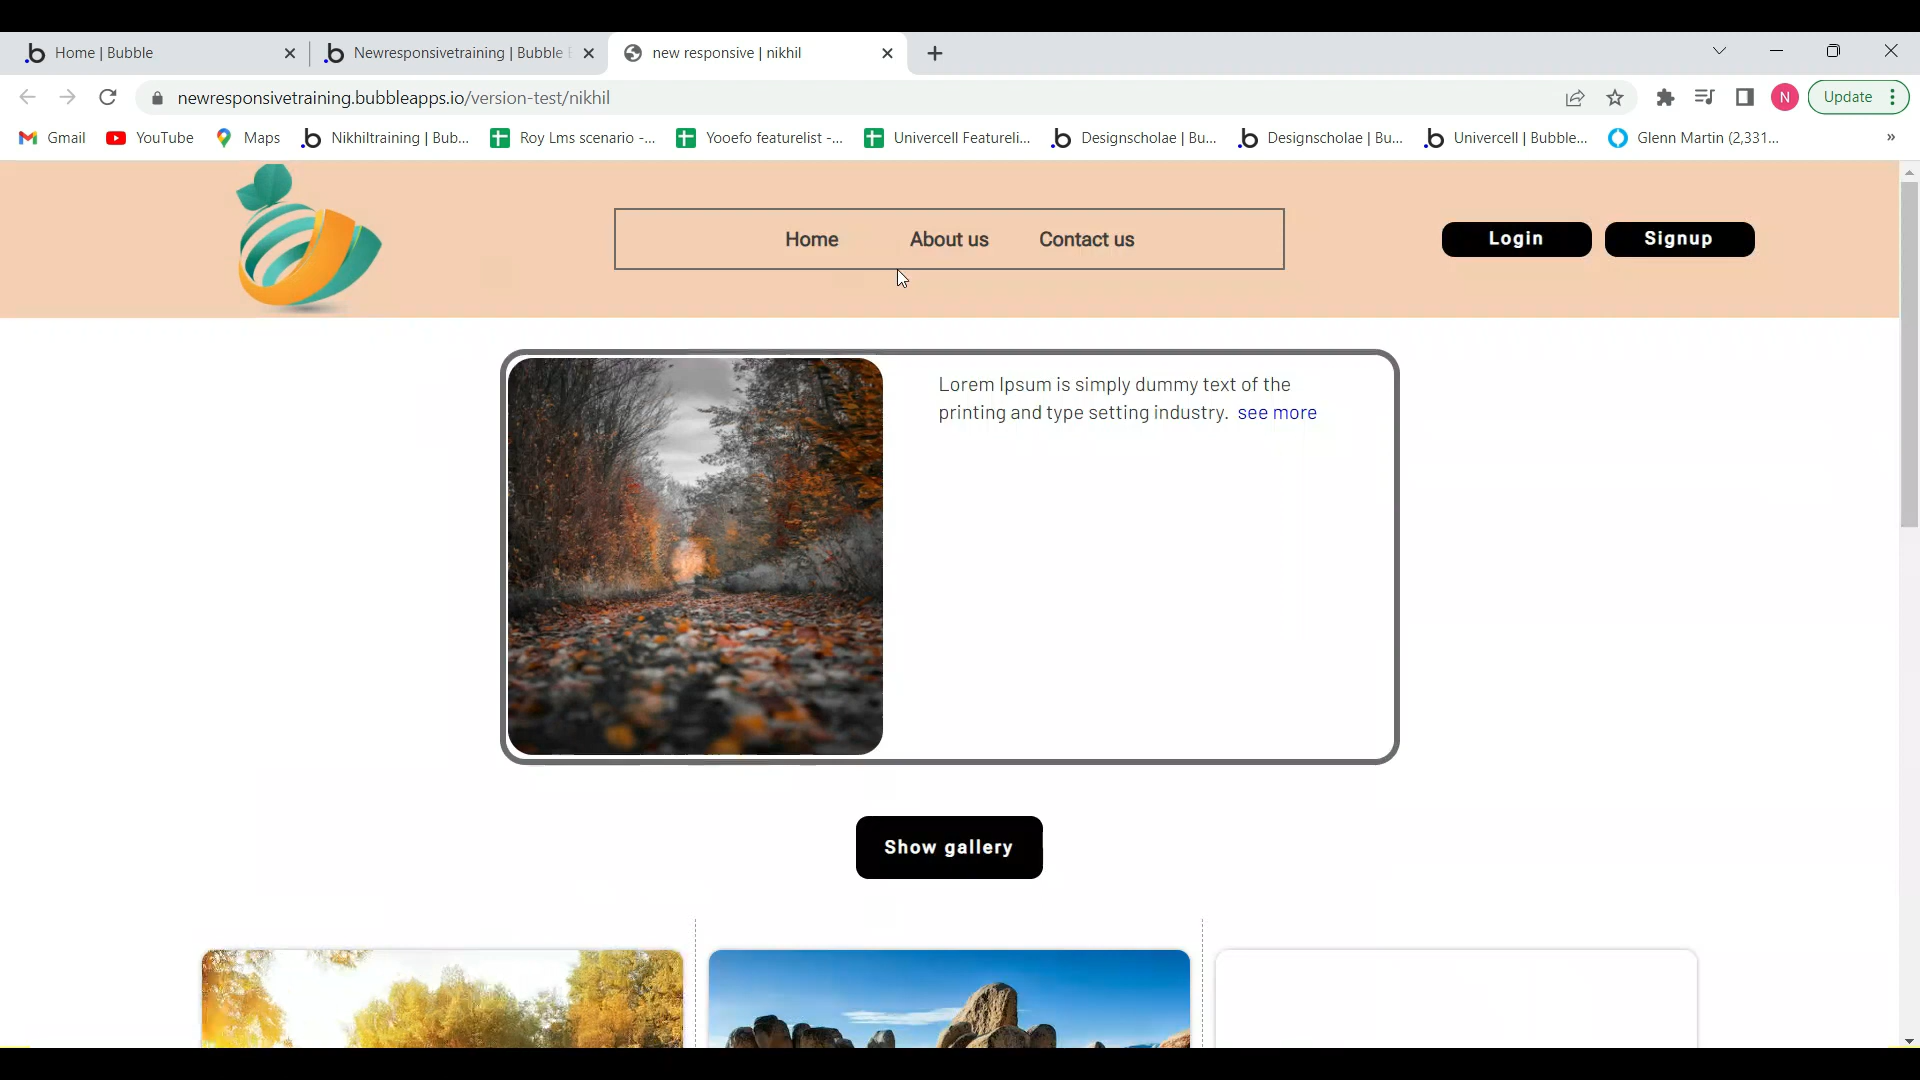 Home | Bubble
Newresponsivetraining | Bubble E
new responsive | nikhil
newresponsivetraining.bubbleapps.io/version-test/nikhil
N
Update
Gmail
YouTube
Maps
Nikhiltraining | Bub...
Roy Lms scenario -...
Yooefo featurelist -...
Univercell Featureli...
Designscholae | Bu...
Designscholae | Bu...
Univercell | Bubble...
Glenn Martin (2,331...
»
Home About us Contact us
Login Signup
Lorem Ipsum is simply dummy text of the
printing and type setting industry. see more
Show gallery